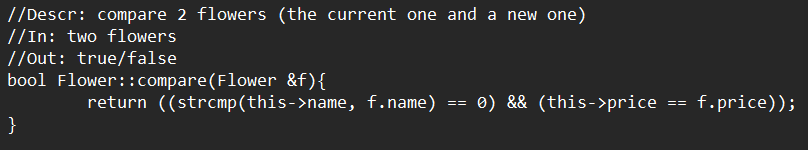 //Descr: compare 2 flowers (the current one and a new one)
//In: two flowers
//Out: true/false
bool Flower::compare(Flower &f){
        return ((strcmp(this->name, f.name) == 0) && (this->price == f.price));
}